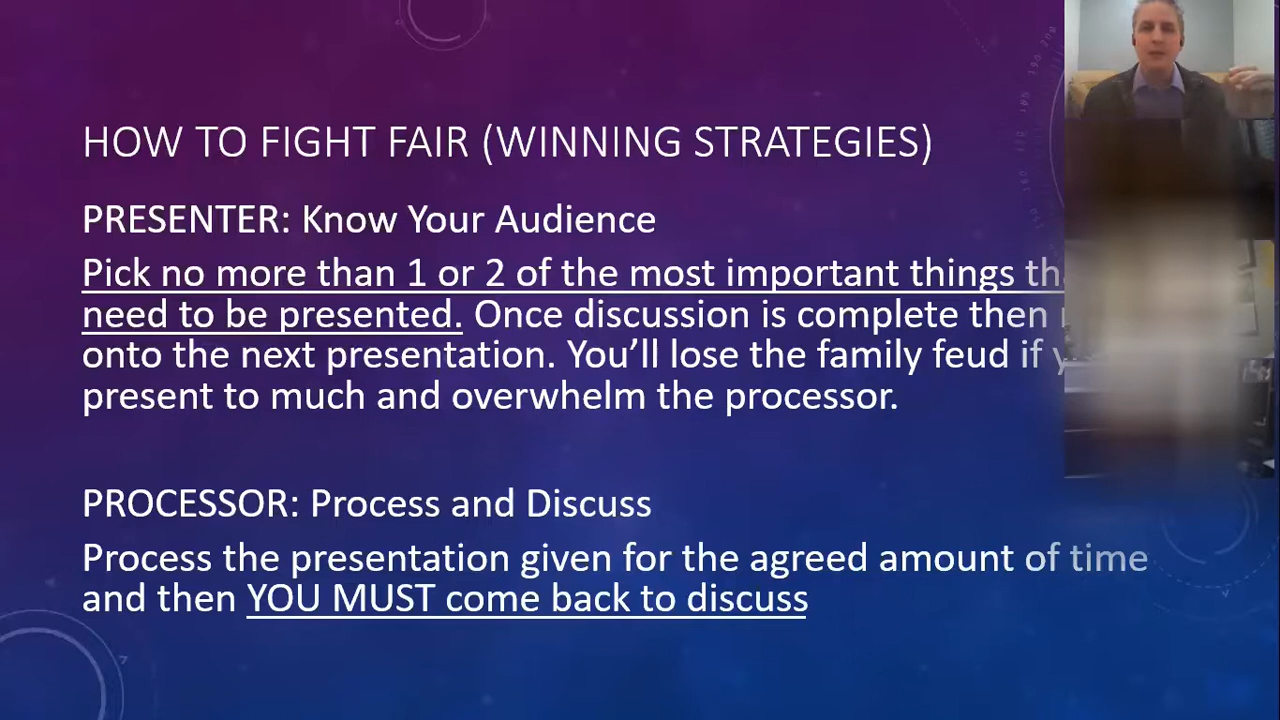 HOW TO FIGHT FAIR (WINNING STRATEGIES)
PRESENTER: Know Your Audience
Pick no more than 1 or 2 of the most important things
need to be presented. Once discussion is complete then
onto the next presentation. You’ll lose the family feud if
present to much and overwhelm the processor.
PROCESSOR: Process and Discuss
Process the presentation given for the agreed amount of time
and then YOU MUST come back to discuss